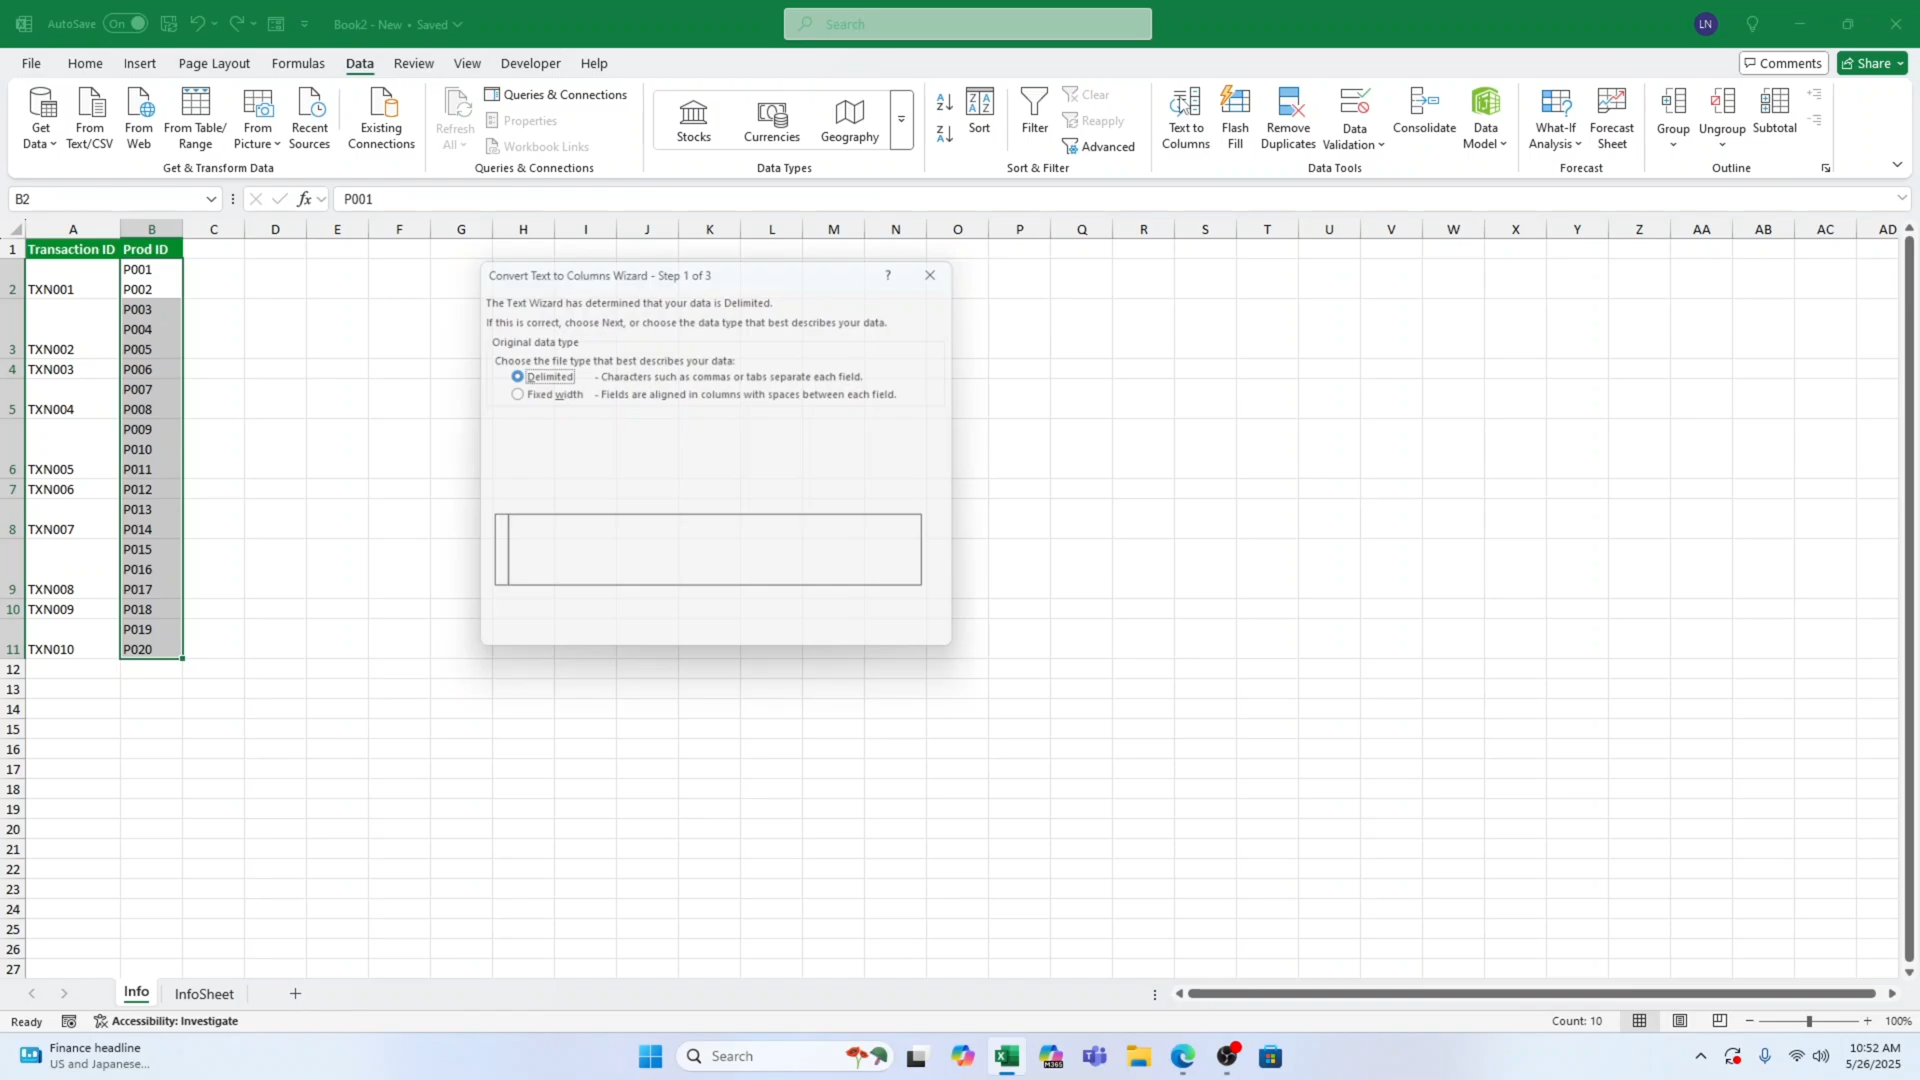 AutoSave On Book2 - New • Saved Search LN
File Home Insert Page Layout Formulas Data Review View Developer Help Comments Share
Get Data From Text/CSV From Web From Table/ Range From Picture Recent Sources Existing Connections
Get & Transform Data
Refresh All Queries & Connections
Properties
Workbook Links
Queries & Connections
Stocks Currencies Geography
Data Types
Sort Filter Clear
Reapply
Advanced
Sort & Filter
Text to Columns Flash Fill Remove Duplicates Data Validation Consolidate Data Model
Data Tools
What-If Analysis Forecast Sheet
Forecast
Group Ungroup Subtotal
Outline
B2 fx P001
A B C D E F G H I J K L M N O P Q R S T U V W X Y Z AA AB AC AD
1 Transaction ID Prod ID
P001
2 TXN001 P002
P003
P004
3 TXN002 P005
4 TXN003 P006
P007
5 TXN004 P008
P009
P010
6 TXN005 P011
7 TXN006 P012
P013
8 TXN007 P014
P015
P016
9 TXN008 P017
10 TXN009 P018
P019
11 TXN010 P020
12
13
14
15
16
17
18
19
20
21
22
23
24
25
26
27
Convert Text to Columns Wizard - Step 1 of 3 ?
The Text Wizard has determined that your data is Delimited.
If this is correct, choose Next, or choose the data type that best describes your data.
Original data type
Choose the file type that best describes your data:
Delimited - Characters such as commas or tabs separate each field.
Fixed width - Fields are aligned in columns with spaces between each field.
Info InfoSheet +
Ready Accessibility: Investigate Count: 10 100%
Finance headline
US and Japanese...
Search
M365
10:52 AM
5/26/2025